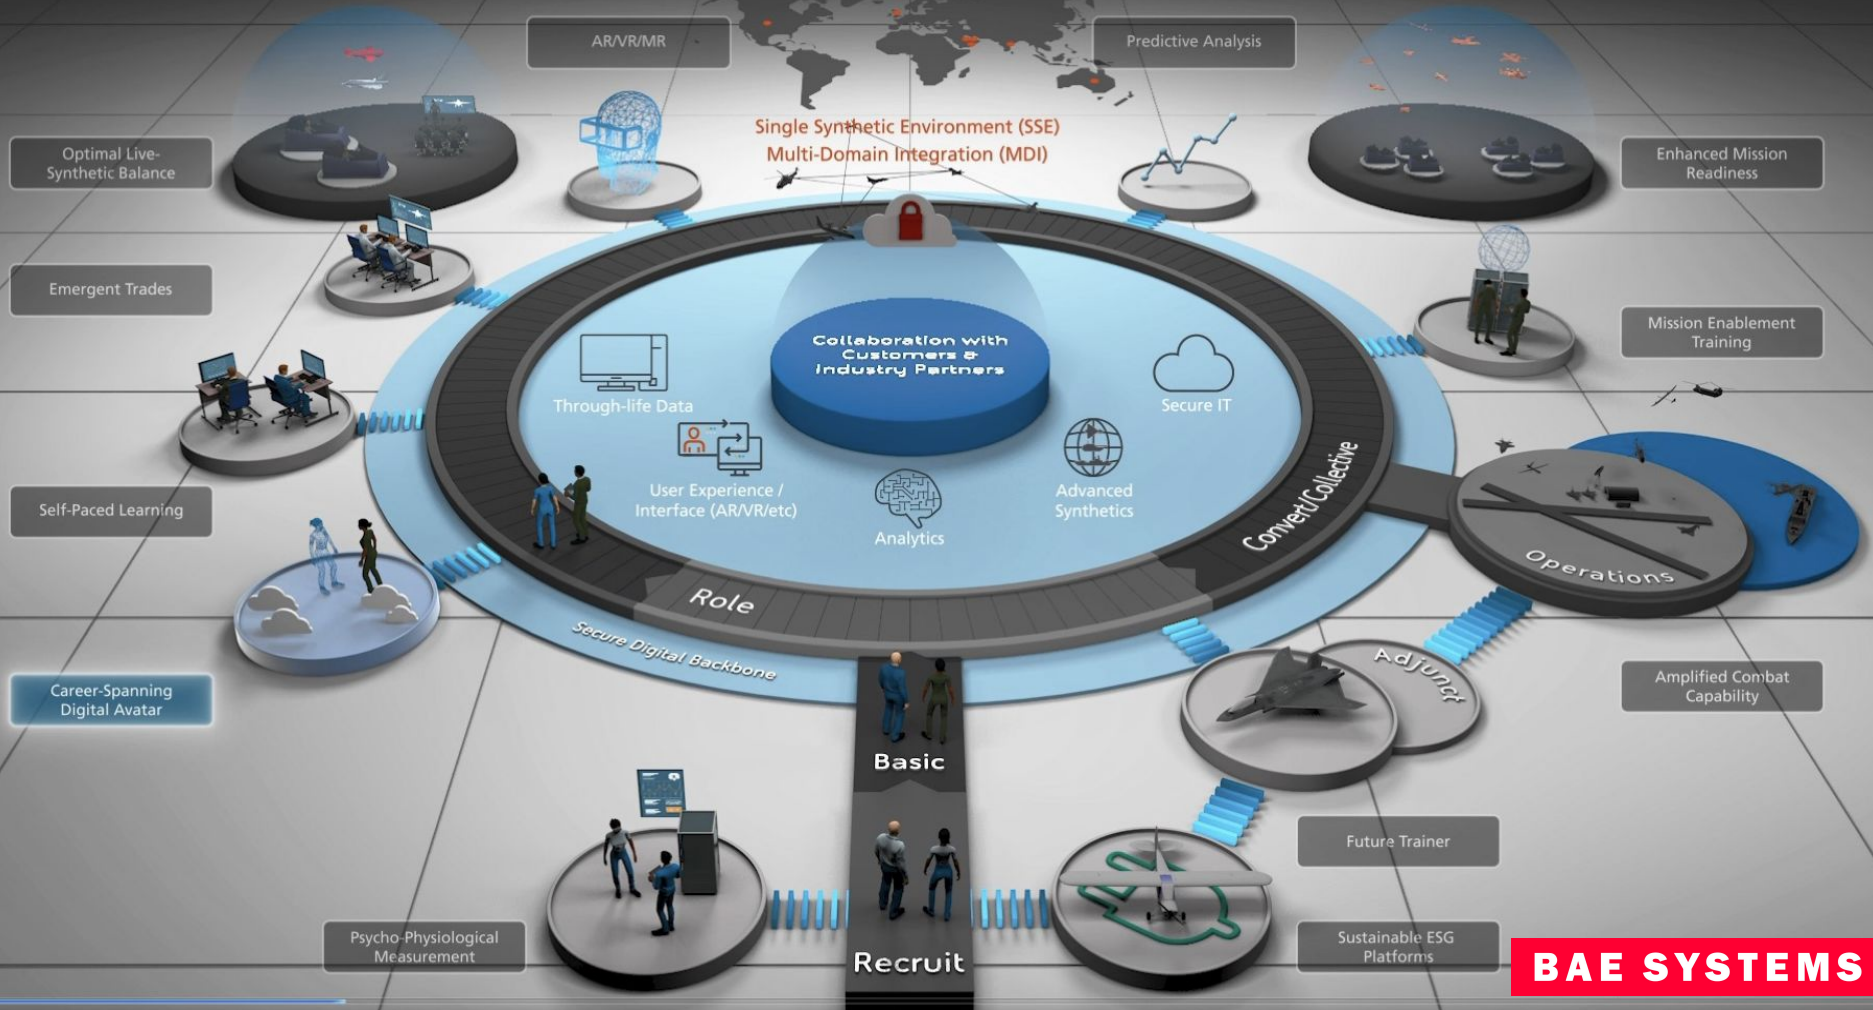 AR/VR/MR
Predictive Analysis
Single Synthetic Environment (SSE)
Multi-Domain Integration (MDI)
Optimal Live-
Synthetic Balance
Enhanced Mission
Readiness
Emergent Trades
Mission Enablement
Training
Collaboration with
Customers &
Industry Partners
Through-life Data
Secure IT
User Experience /
Interface (AR/VR/etc)
Advanced
Synthetics
Analytics
Convert/Collective
Self-Paced Learning
Operations
Role
Secure Digital Backbone
Adjunct
Career-Spanning
Digital Avatar
Amplified Combat
Capability
Basic
Future Trainer
Psycho-Physiological
Measurement
Recruit
Sustainable ESG
Platforms
BAE SYSTEMS